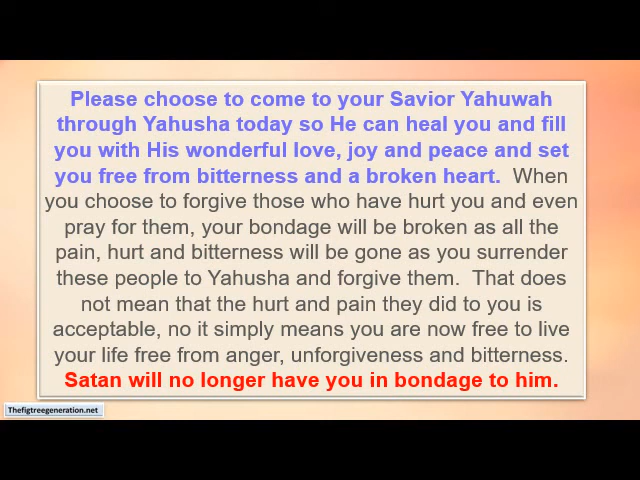 Please choose to come to your Savior Yahuwah
through Yahusha today so He can heal you and fill
you with His wonderful love, joy and peace and set
you free from bitterness and a broken heart.  When
you choose to forgive those who have hurt you and even
pray for them, your bondage will be broken as all the
pain, hurt and bitterness will be gone as you surrender
these people to Yahusha and forgive them.  That does
not mean that the hurt and pain they did to you is
acceptable, no it simply means you are now free to live
your life free from anger, unforgiveness and bitterness.
Satan will no longer have you in bondage to him.
Thefigtreegeneration.net